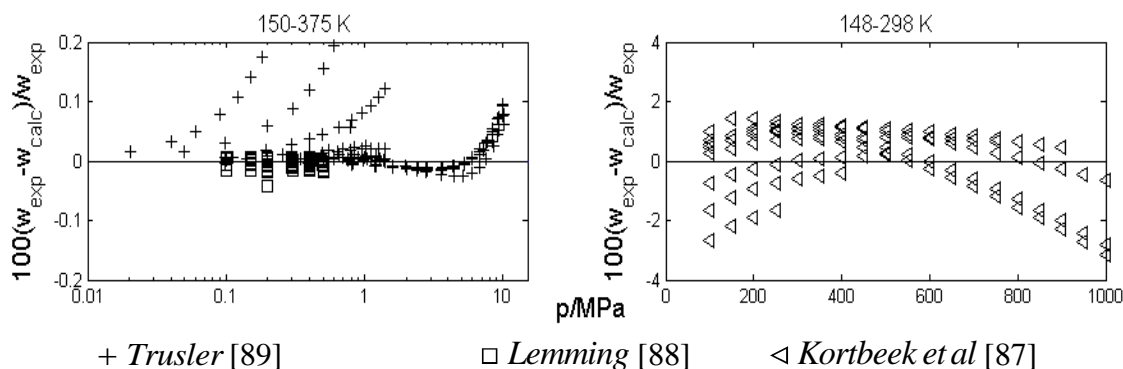 150-375 K
148-298 K
100(w_exp-w_calc)/w_exp
0.2
0.1
0
-0.1
-0.2
0.01
0.1
1
10
100(w_exp-w_calc)/w_exp
4
2
0
-2
-4
0
200
400
600
800
1000
p/MPa
+ Trusler [89]
□ Lemming [88]
◁ Kortbeek et al [87]